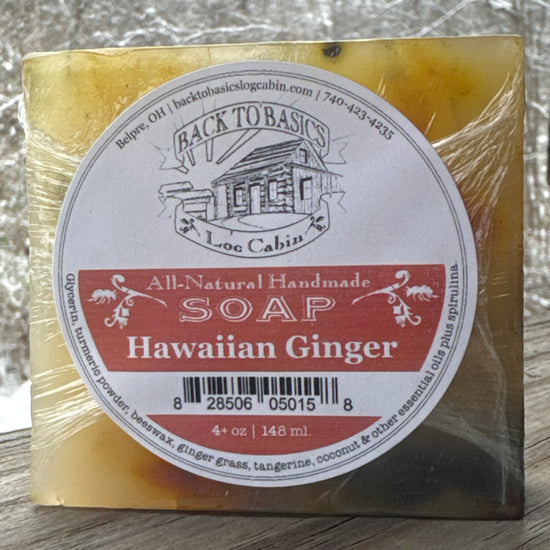 Belpre, OH | backtobasicslogcabin.com | 740-423-4235
BACK TO BASICS
Log Cabin
All-Natural Handmade
SOAP
Hawaiian Ginger
8 28506 05015 8
4+ oz | 148 ml.
Glycerin, turmeric powder, beeswax, ginger grass, tangerine, coconut & other essential oils plus spirulina.